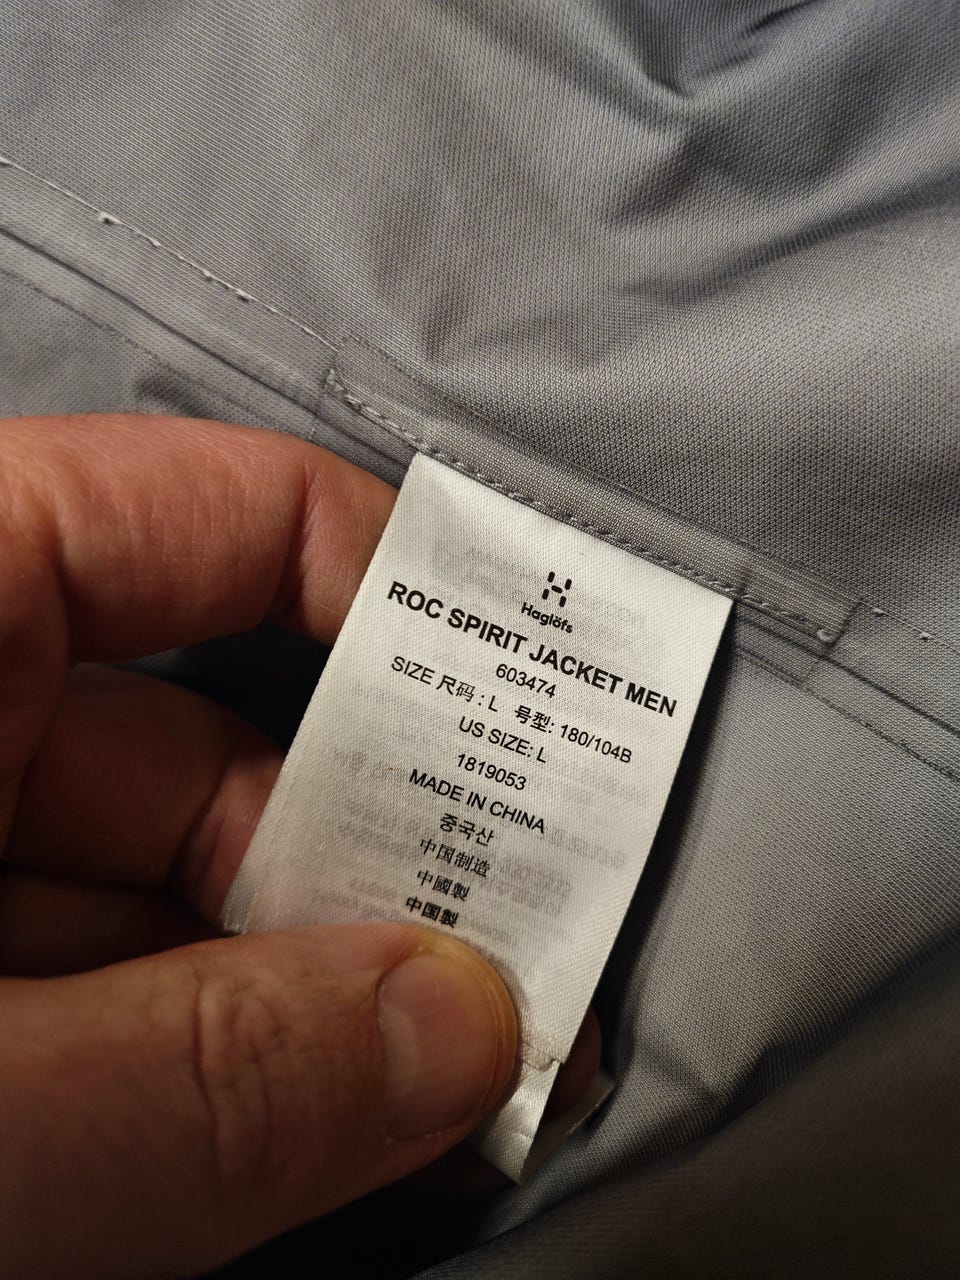 Haglöfs
ROC SPIRIT JACKET MEN
603474
SIZE 尺码 : L 号型: 180/104B
US SIZE: L
1819053
MADE IN CHINA
중국산
中国制造
中國製
中国製